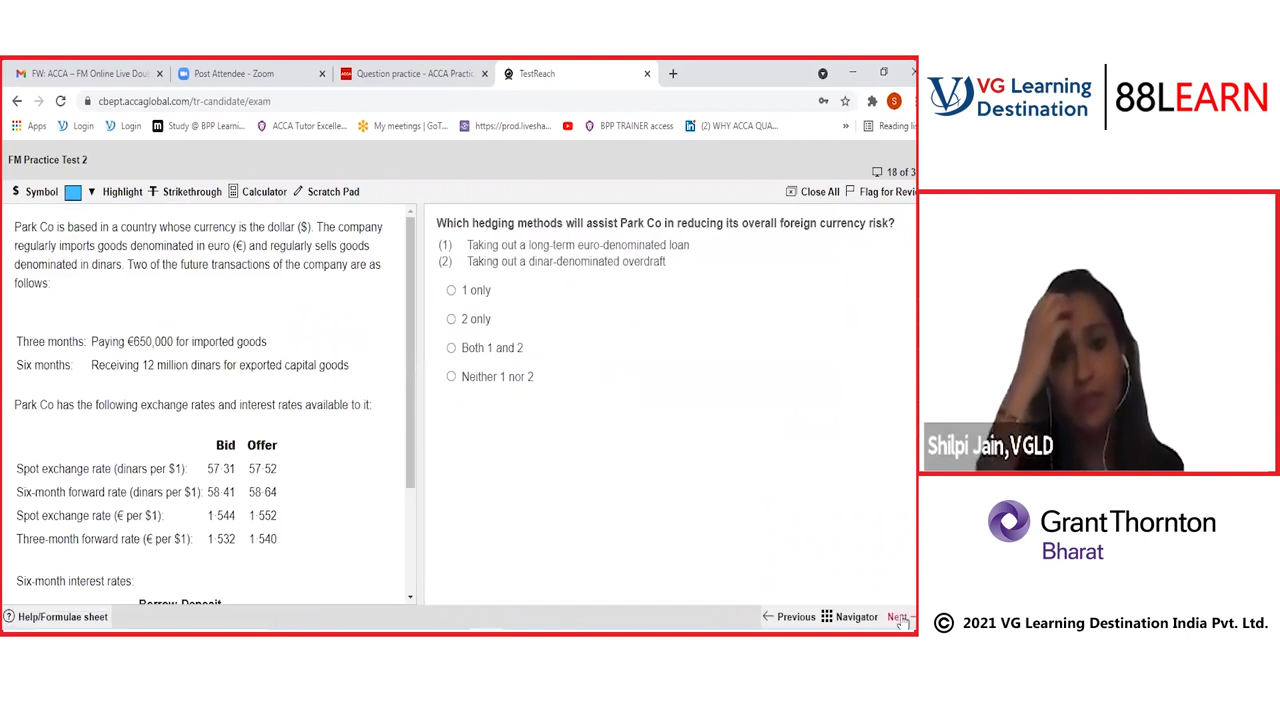 FW: ACCA – FM Online Live Dou
Post Attendee - Zoom
Question practice - ACCA Practic
TestReach
cbept.accaglobal.com/tr-candidate/exam
Apps
Login
Login
Study @ BPP Learni...
ACCA Tutor Excelle...
My meetings | GoT...
https://prod.livesha...
BPP TRAINER access
(2) WHY ACCA QUA...
»
Reading lis
FM Practice Test 2
18 of 3
$ Symbol
Highlight
Strikethrough
Calculator
Scratch Pad
Close All
Flag for Revi
Park Co is based in a country whose currency is the dollar ($). The company
regularly imports goods denominated in euro (€) and regularly sells goods
denominated in dinars. Two of the future transactions of the company are as
follows:
Three months: Paying €650,000 for imported goods
Six months: Receiving 12 million dinars for exported capital goods
Park Co has the following exchange rates and interest rates available to it:
Bid Offer
Spot exchange rate (dinars per $1): 57·31 57·52
Six-month forward rate (dinars per $1): 58·41 58·64
Spot exchange rate (€ per $1): 1·544 1·552
Three-month forward rate (€ per $1): 1·532 1·540
Six-month interest rates:
Borrow Deposit
Which hedging methods will assist Park Co in reducing its overall foreign currency risk?
(1) Taking out a long-term euro-denominated loan
(2) Taking out a dinar-denominated overdraft
1 only
2 only
Both 1 and 2
Neither 1 nor 2
Help/Formulae sheet
Previous
Navigator
Next
VG Learning
Destination
88LEARN
Shilpi Jain,VGLD
GrantThornton
Bharat
© 2021 VG Learning Destination India Pvt. Ltd.